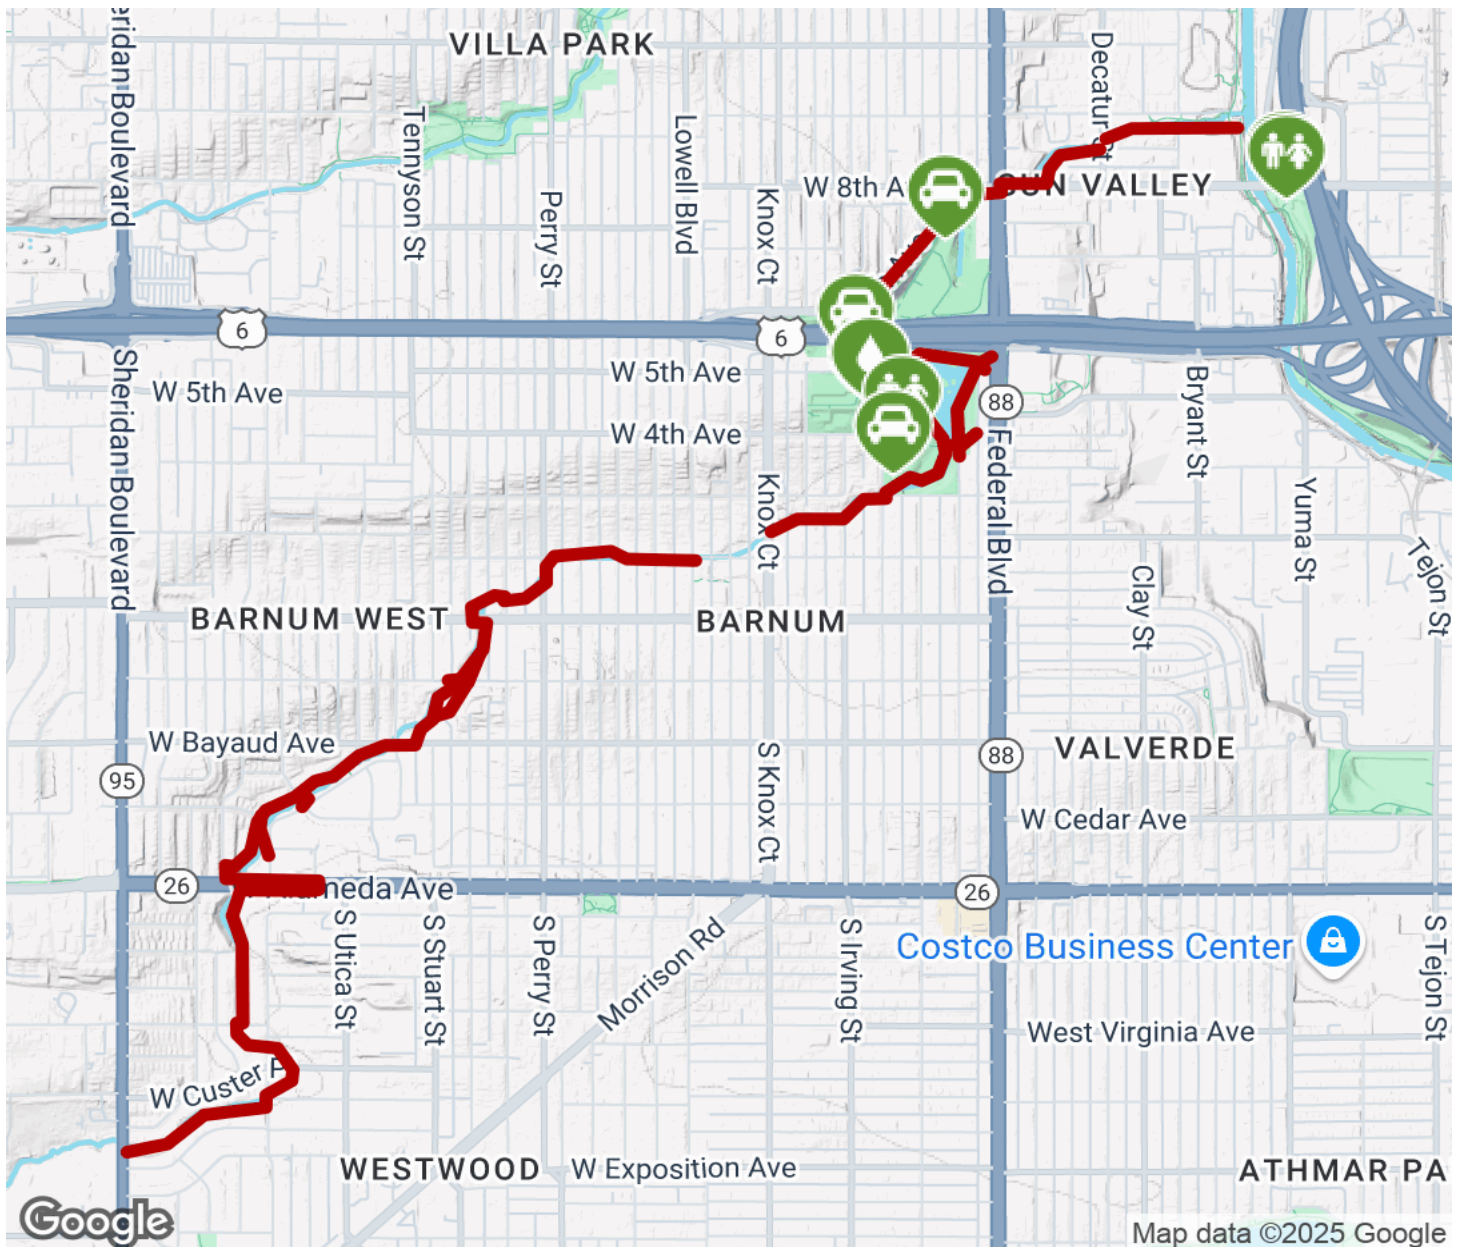 VILLA PARK
eridan Boulevard
Tennyson St
Perry St
Lowell Blvd
Knox Ct
Decatur St
W 8th A
SUN VALLEY
6
6
Sheridan Boulevard
W 5th Ave
W 5th Ave
W 4th Ave
88
Federal Blvd
Bryant St
Yuma St
Tejon St
Knox Ct
Clay St
BARNUM WEST
BARNUM
W Bayaud Ave
95
S Knox Ct
88
VALVERDE
W Cedar Ave
26
meda Ave
26
S Utica St
S Stuart St
S Perry St
Morrison Rd
S Irving St
Costco Business Center
S Tejon St
West Virginia Ave
W Custer A
WESTWOOD
W Exposition Ave
ATHMAR PA
Google
Map data ©2025 Google